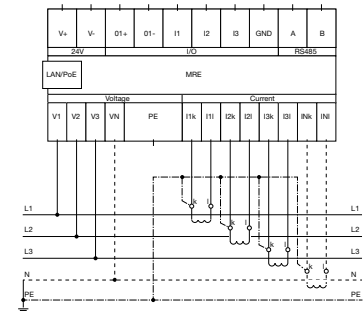 V+ V- 01+ 01- I1 I2 I3 GND A B
24V I/O RS485
LAN/PoE MRE
Voltage Current
V1 V2 V3 VN PE I1k I1l I2k I2l I3k I3l INk INl
k l
L1 L1
k l
L2 L2
k l
L3 L3
k l
N N
PE PE